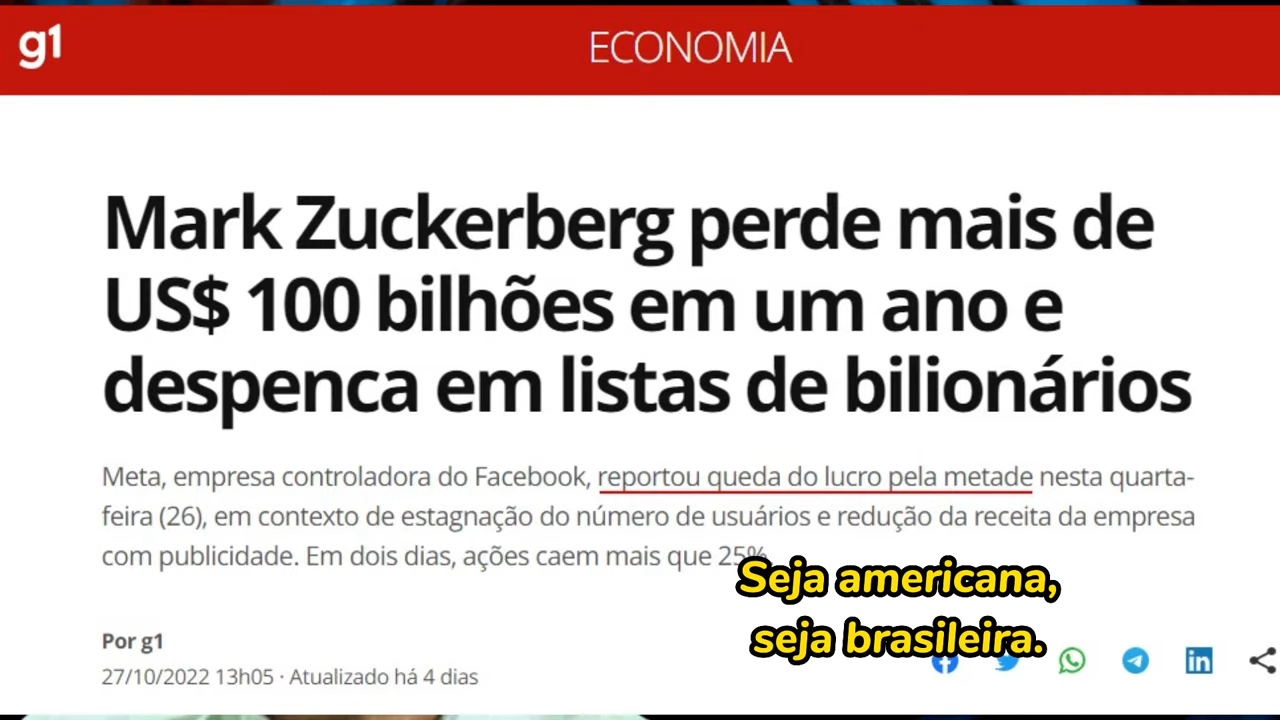 g1
ECONOMIA
Mark Zuckerberg perde mais de
US$ 100 bilhões em um ano e
despenca em listas de bilionários
Meta, empresa controladora do Facebook, reportou queda do lucro pela metade nesta quarta-
feira (26), em contexto de estagnação do número de usuários e redução da receita da empresa
com publicidade. Em dois dias, ações caem mais que 25%.
Seja americana,
seja brasileira.
Por g1
27/10/2022 13h05 · Atualizado há 4 dias